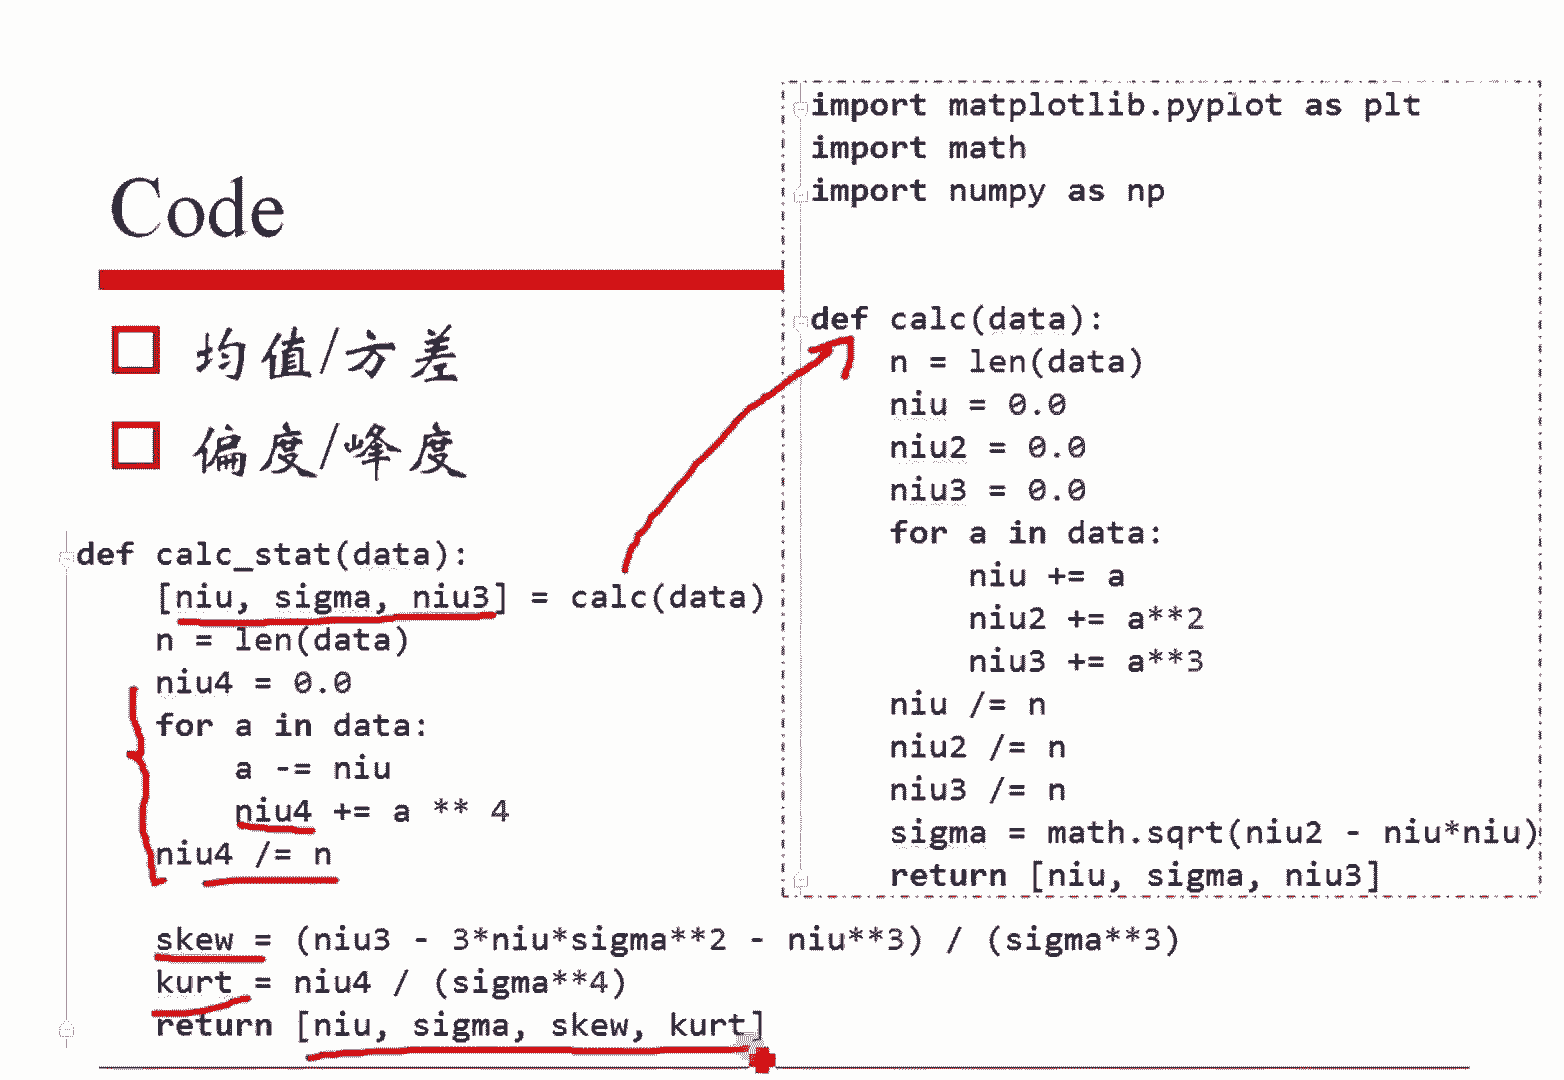 Code
均值/方差
偏度/峰度
def calc_stat(data):
    [niu, sigma, niu3] = calc(data)
    n = len(data)
    niu4 = 0.0
    for a in data:
        a -= niu
        niu4 += a ** 4
    niu4 /= n
    skew = (niu3 - 3*niu*sigma**2 - niu**3) / (sigma**3)
    kurt = niu4 / (sigma**4)
    return [niu, sigma, skew, kurt]
import matplotlib.pyplot as plt
import math
import numpy as np
def calc(data):
    n = len(data)
    niu = 0.0
    niu2 = 0.0
    niu3 = 0.0
    for a in data:
        niu += a
        niu2 += a**2
        niu3 += a**3
    niu /= n
    niu2 /= n
    niu3 /= n
    sigma = math.sqrt(niu2 - niu*niu)
    return [niu, sigma, niu3]